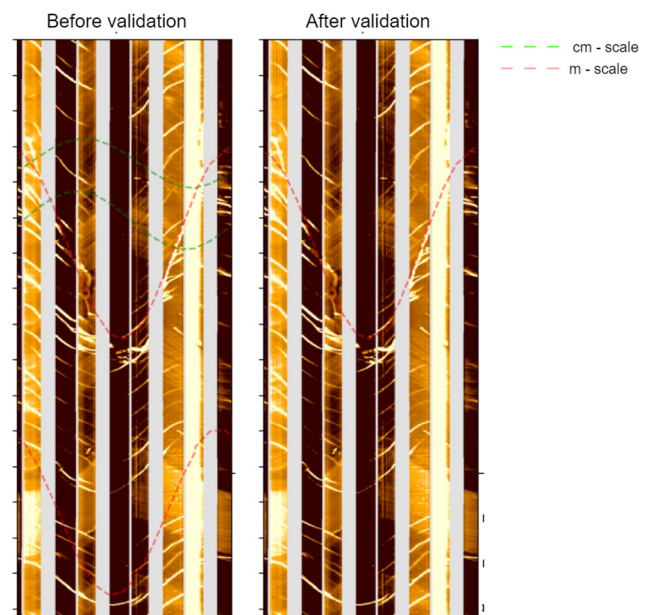 Before validation
After validation
cm - scale
m - scale